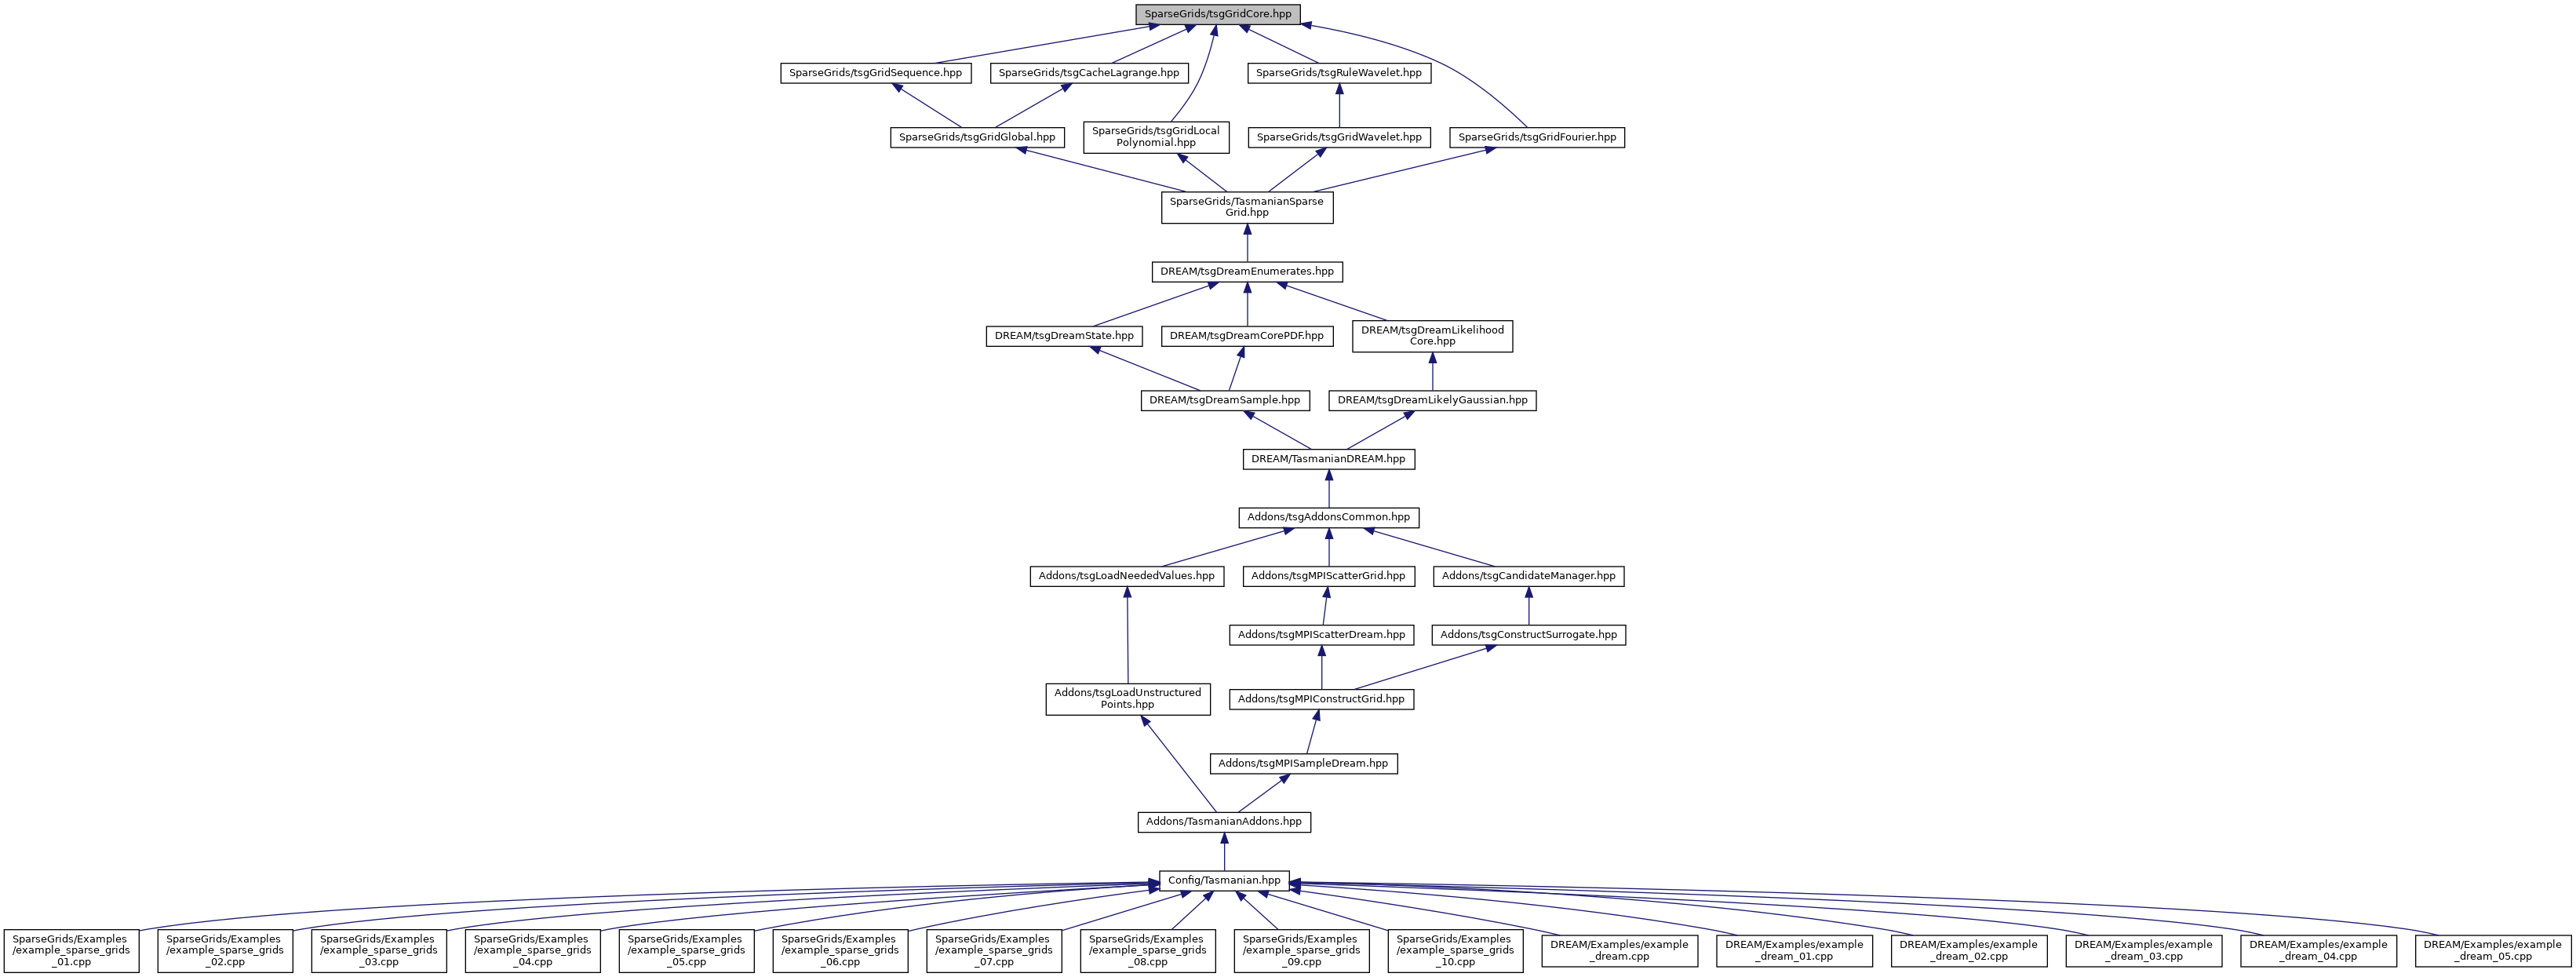 SparseGrids/tsgGridCore.hpp
SparseGrids/tsgGridSequence.hpp
SparseGrids/tsgCacheLagrange.hpp
SparseGrids/tsgRuleWavelet.hpp
SparseGrids/tsgGridGlobal.hpp
SparseGrids/tsgGridLocal
Polynomial.hpp
SparseGrids/tsgGridWavelet.hpp
SparseGrids/tsgGridFourier.hpp
SparseGrids/TasmanianSparse
Grid.hpp
DREAM/tsgDreamEnumerates.hpp
DREAM/tsgDreamState.hpp
DREAM/tsgDreamCorePDF.hpp
DREAM/tsgDreamLikelihood
Core.hpp
DREAM/tsgDreamSample.hpp
DREAM/tsgDreamLikelyGaussian.hpp
DREAM/TasmanianDREAM.hpp
Addons/tsgAddonsCommon.hpp
Addons/tsgLoadNeededValues.hpp
Addons/tsgMPIScatterGrid.hpp
Addons/tsgCandidateManager.hpp
Addons/tsgMPIScatterDream.hpp
Addons/tsgConstructSurrogate.hpp
Addons/tsgLoadUnstructured
Points.hpp
Addons/tsgMPIConstructGrid.hpp
Addons/tsgMPISampleDream.hpp
Addons/TasmanianAddons.hpp
Config/Tasmanian.hpp
SparseGrids/Examples
/example_sparse_grids
_01.cpp
SparseGrids/Examples
/example_sparse_grids
_02.cpp
SparseGrids/Examples
/example_sparse_grids
_03.cpp
SparseGrids/Examples
/example_sparse_grids
_04.cpp
SparseGrids/Examples
/example_sparse_grids
_05.cpp
SparseGrids/Examples
/example_sparse_grids
_06.cpp
SparseGrids/Examples
/example_sparse_grids
_07.cpp
SparseGrids/Examples
/example_sparse_grids
_08.cpp
SparseGrids/Examples
/example_sparse_grids
_09.cpp
SparseGrids/Examples
/example_sparse_grids
_10.cpp
DREAM/Examples/example
_dream.cpp
DREAM/Examples/example
_dream_01.cpp
DREAM/Examples/example
_dream_02.cpp
DREAM/Examples/example
_dream_03.cpp
DREAM/Examples/example
_dream_04.cpp
DREAM/Examples/example
_dream_05.cpp